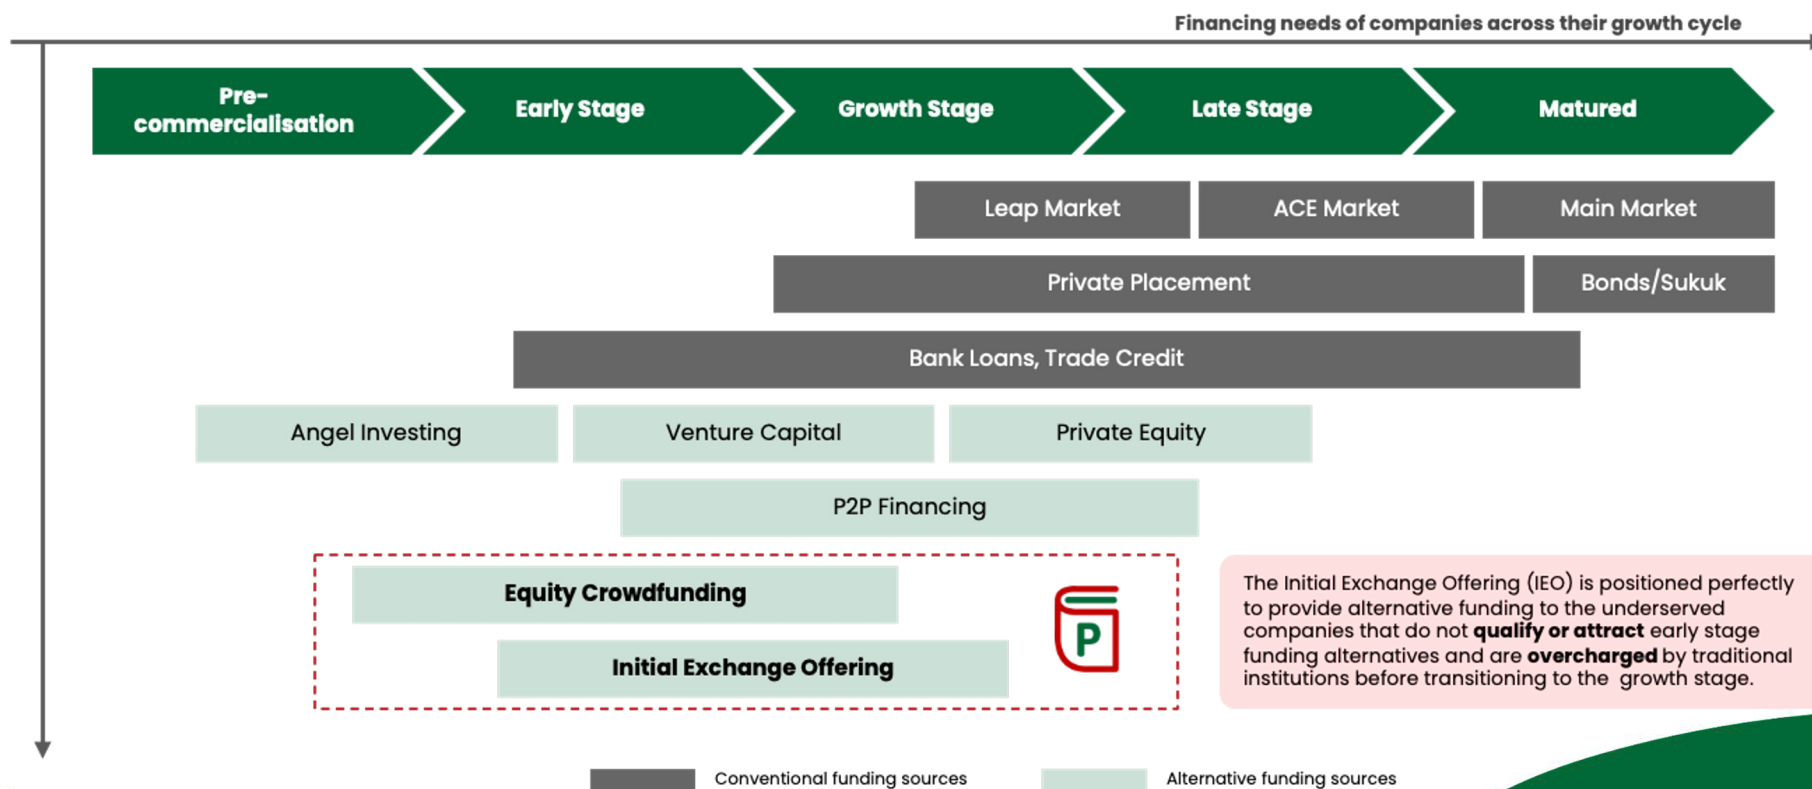 Financing needs of companies across their growth cycle
Pre-
commercialisation
Early Stage
Growth Stage
Late Stage
Matured
Leap Market
ACE Market
Main Market
Private Placement
Bonds/Sukuk
Bank Loans, Trade Credit
Angel Investing
Venture Capital
Private Equity
P2P Financing
Equity Crowdfunding
Initial Exchange Offering
P
The Initial Exchange Offering (IEO) is positioned perfectly
to provide alternative funding to the underserved
companies that do not qualify or attract early stage
funding alternatives and are overcharged by traditional
institutions before transitioning to the growth stage.
Conventional funding sources
Alternative funding sources